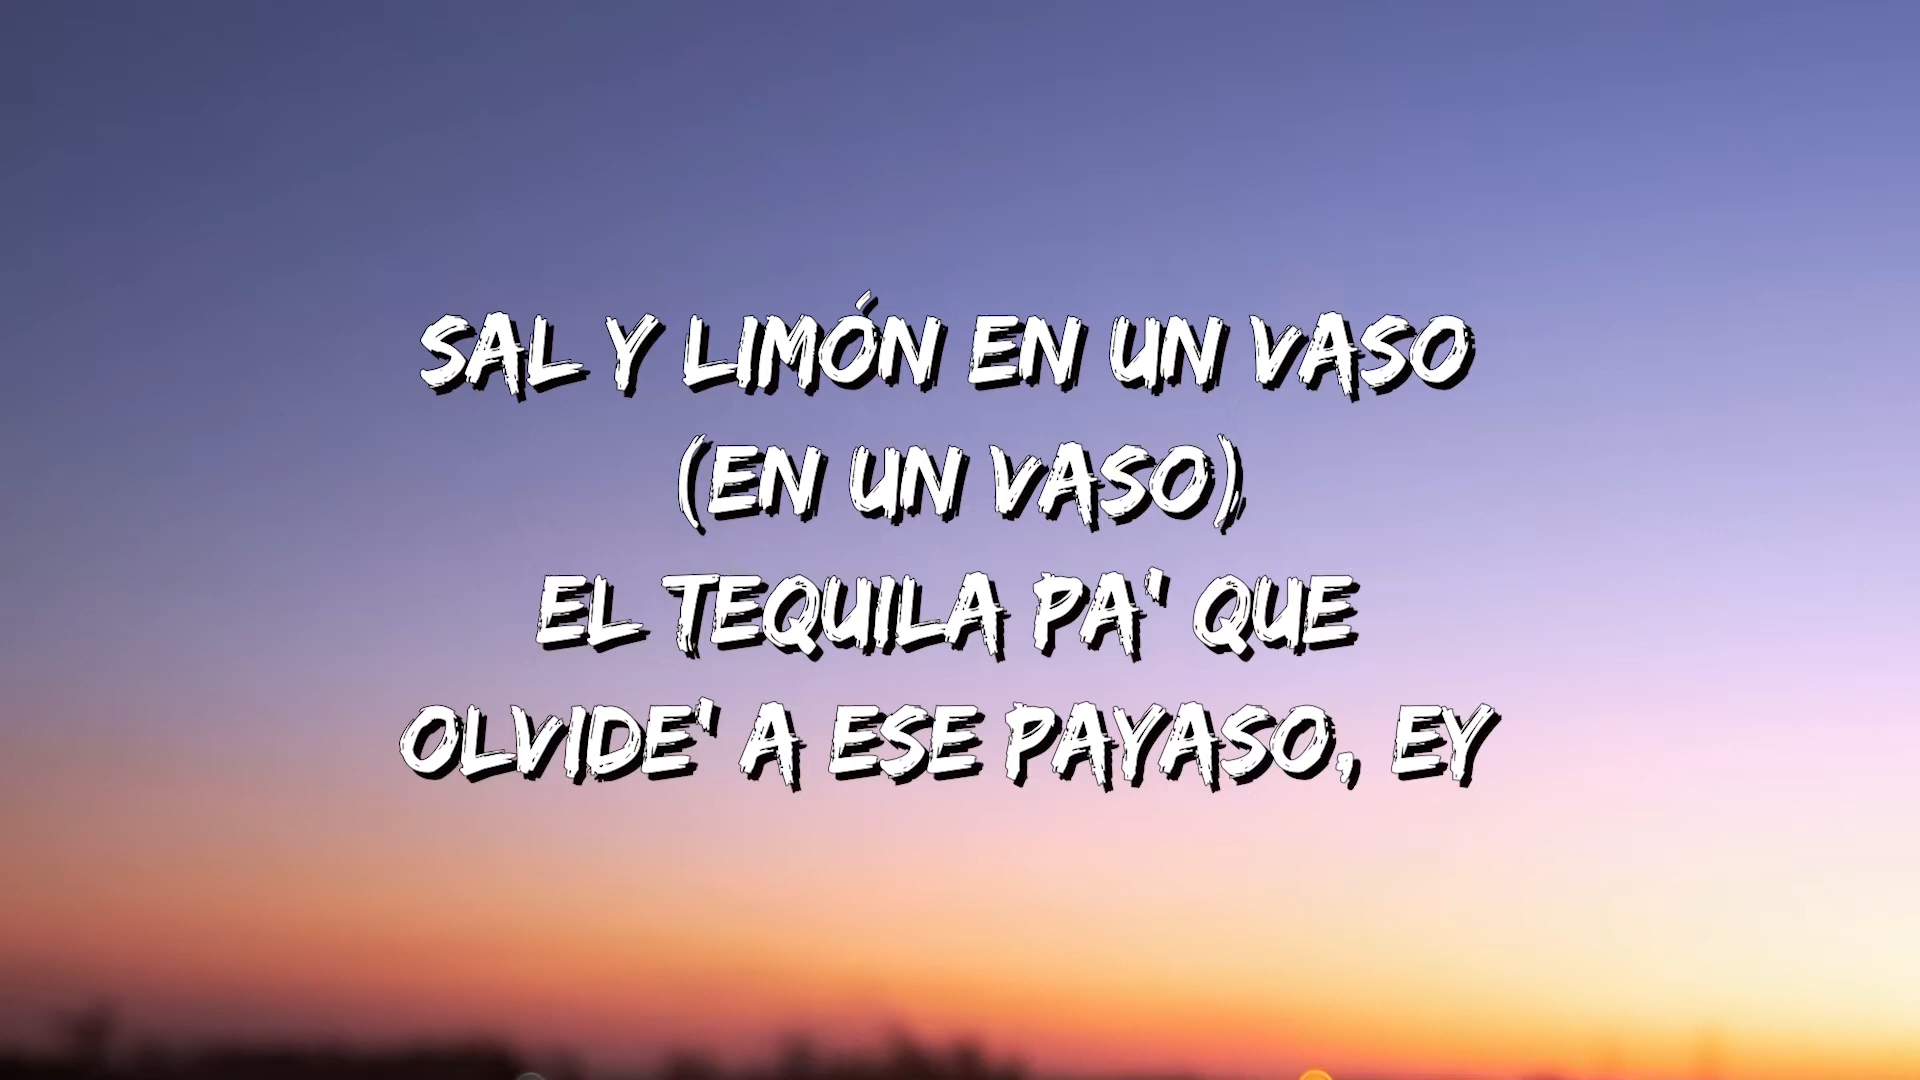 SAL Y LIMÓN EN UN VASO
(EN UN VASO)
EL TEQUILA PA' QUE
OLVIDE' A ESE PAYASO, EY